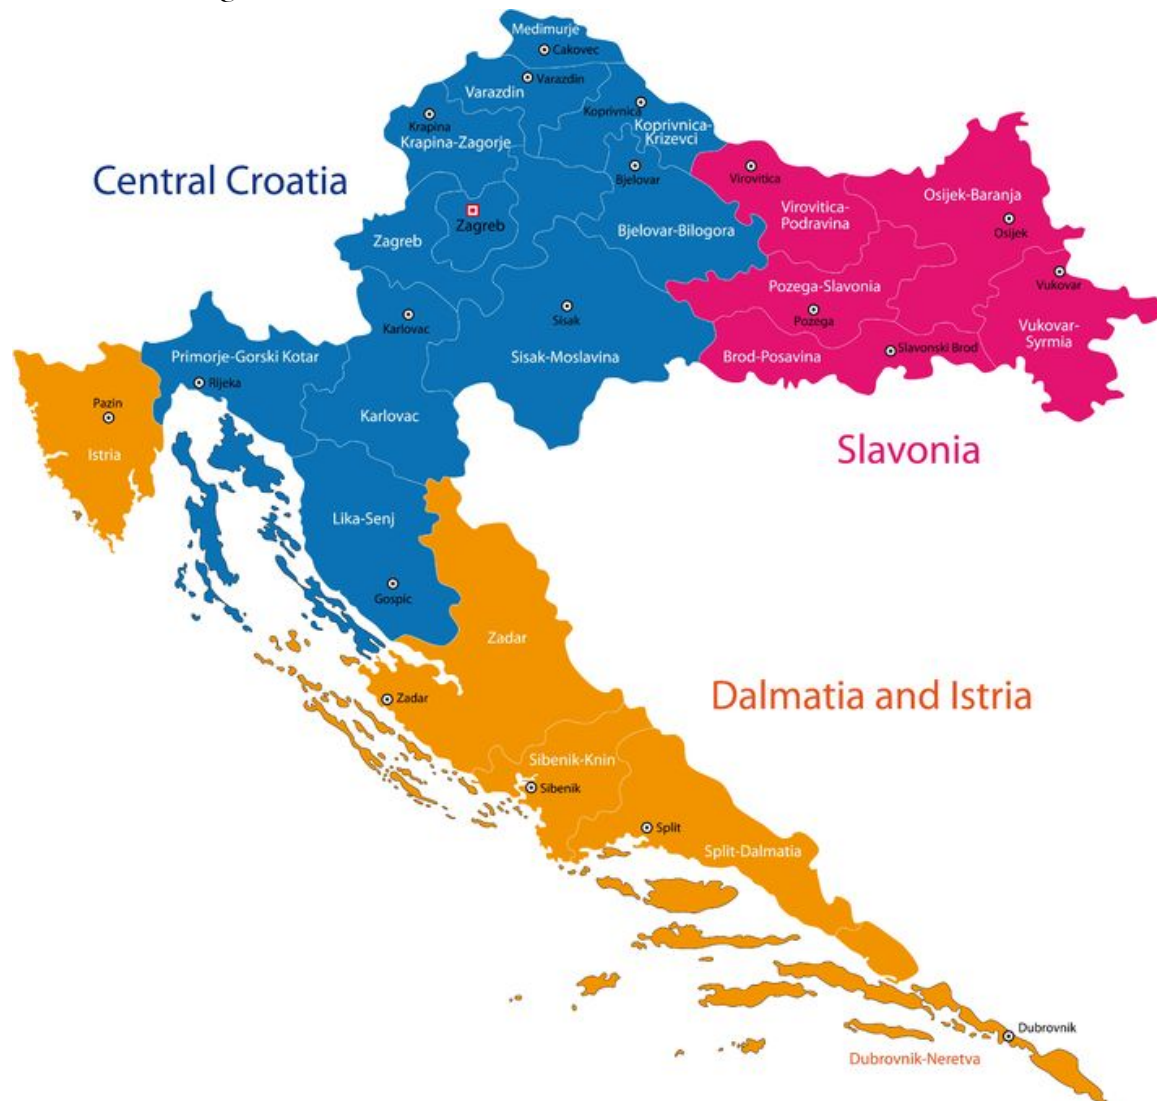 Medimurje
Cakovec
Varazdin
Varazdin
Koprivnica
Krapina
Koprivnica-
Krizevci
Krapina-Zagorje
Central Croatia
Bjelovar
Virovitica
Osijek-Baranja
Virovitica-
Podravina
Zagreb
Osijek
Zagreb
Bjelovar-Bilogora
Pozega-Slavonia
Vukovar
Karlovac
Sisak
Pozega
Vukovar-
Syrmia
Primorje-Gorski Kotar
Sisak-Moslavina
Brod-Posavina
Slavonski Brod
Rijeka
Pazin
Karlovac
Istria
Slavonia
Lika-Senj
Gospic
Zadar
Zadar
Dalmatia and Istria
Sibenik-Knin
Sibenik
Split
Split-Dalmatia
Dubrovnik
Dubrovnik-Neretva